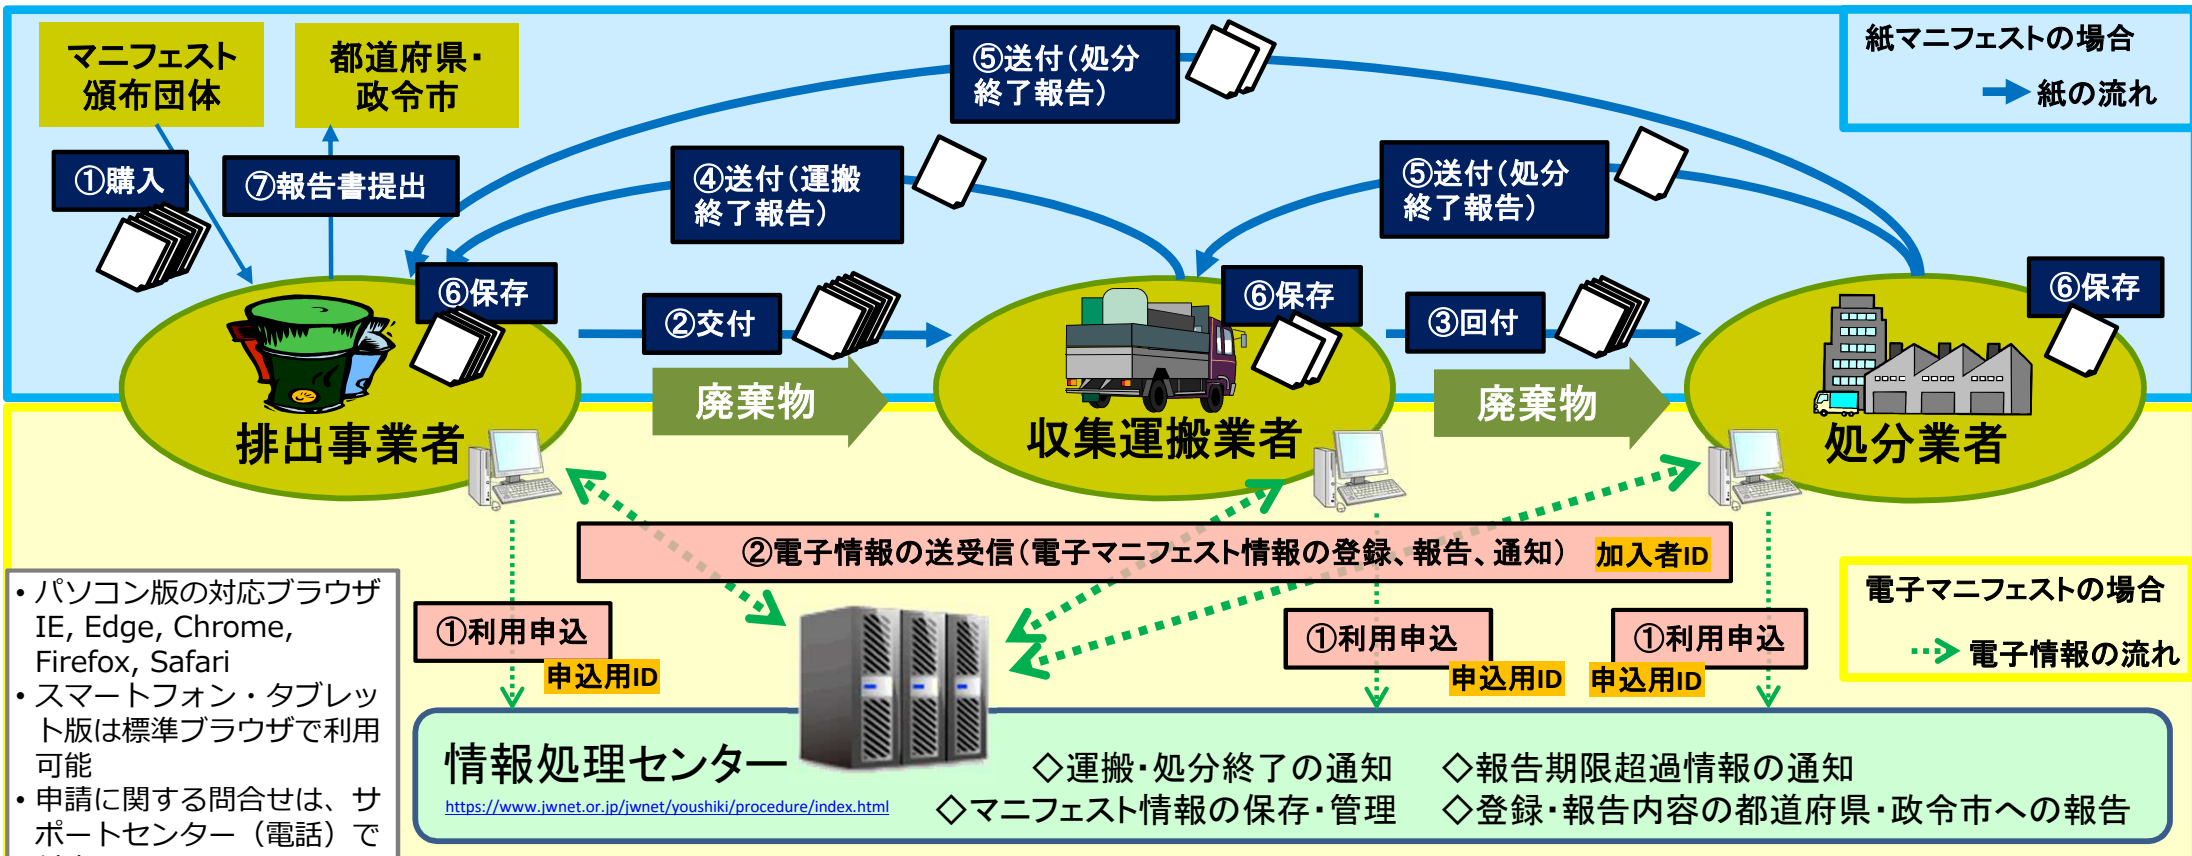 マニフェスト
頒布団体
都道府県・
政令市
⑤送付(処分
終了報告)
紙マニフェストの場合
紙の流れ
①購入
⑦報告書提出
④送付(運搬
終了報告)
⑤送付(処分
終了報告)
⑥保存
②交付
⑥保存
③回付
⑥保存
廃棄物
廃棄物
排出事業者
収集運搬業者
処分業者
②電子情報の送受信(電子マニフェスト情報の登録、報告、通知) 加入者ID
電子マニフェストの場合
電子情報の流れ
• パソコン版の対応ブラウザ
IE, Edge, Chrome,
Firefox, Safari
• スマートフォン・タブレッ
ト版は標準ブラウザで利用
可能
• 申請に関する問合せは、サ
ポートセンター（電話）で
①利用申込
申込用ID
①利用申込
申込用ID
①利用申込
申込用ID
情報処理センター
https://www.jwnet.or.jp/jwnet/youshiki/procedure/index.html
◇運搬・処分終了の通知 ◇報告期限超過情報の通知
◇マニフェスト情報の保存・管理 ◇登録・報告内容の都道府県・政令市への報告